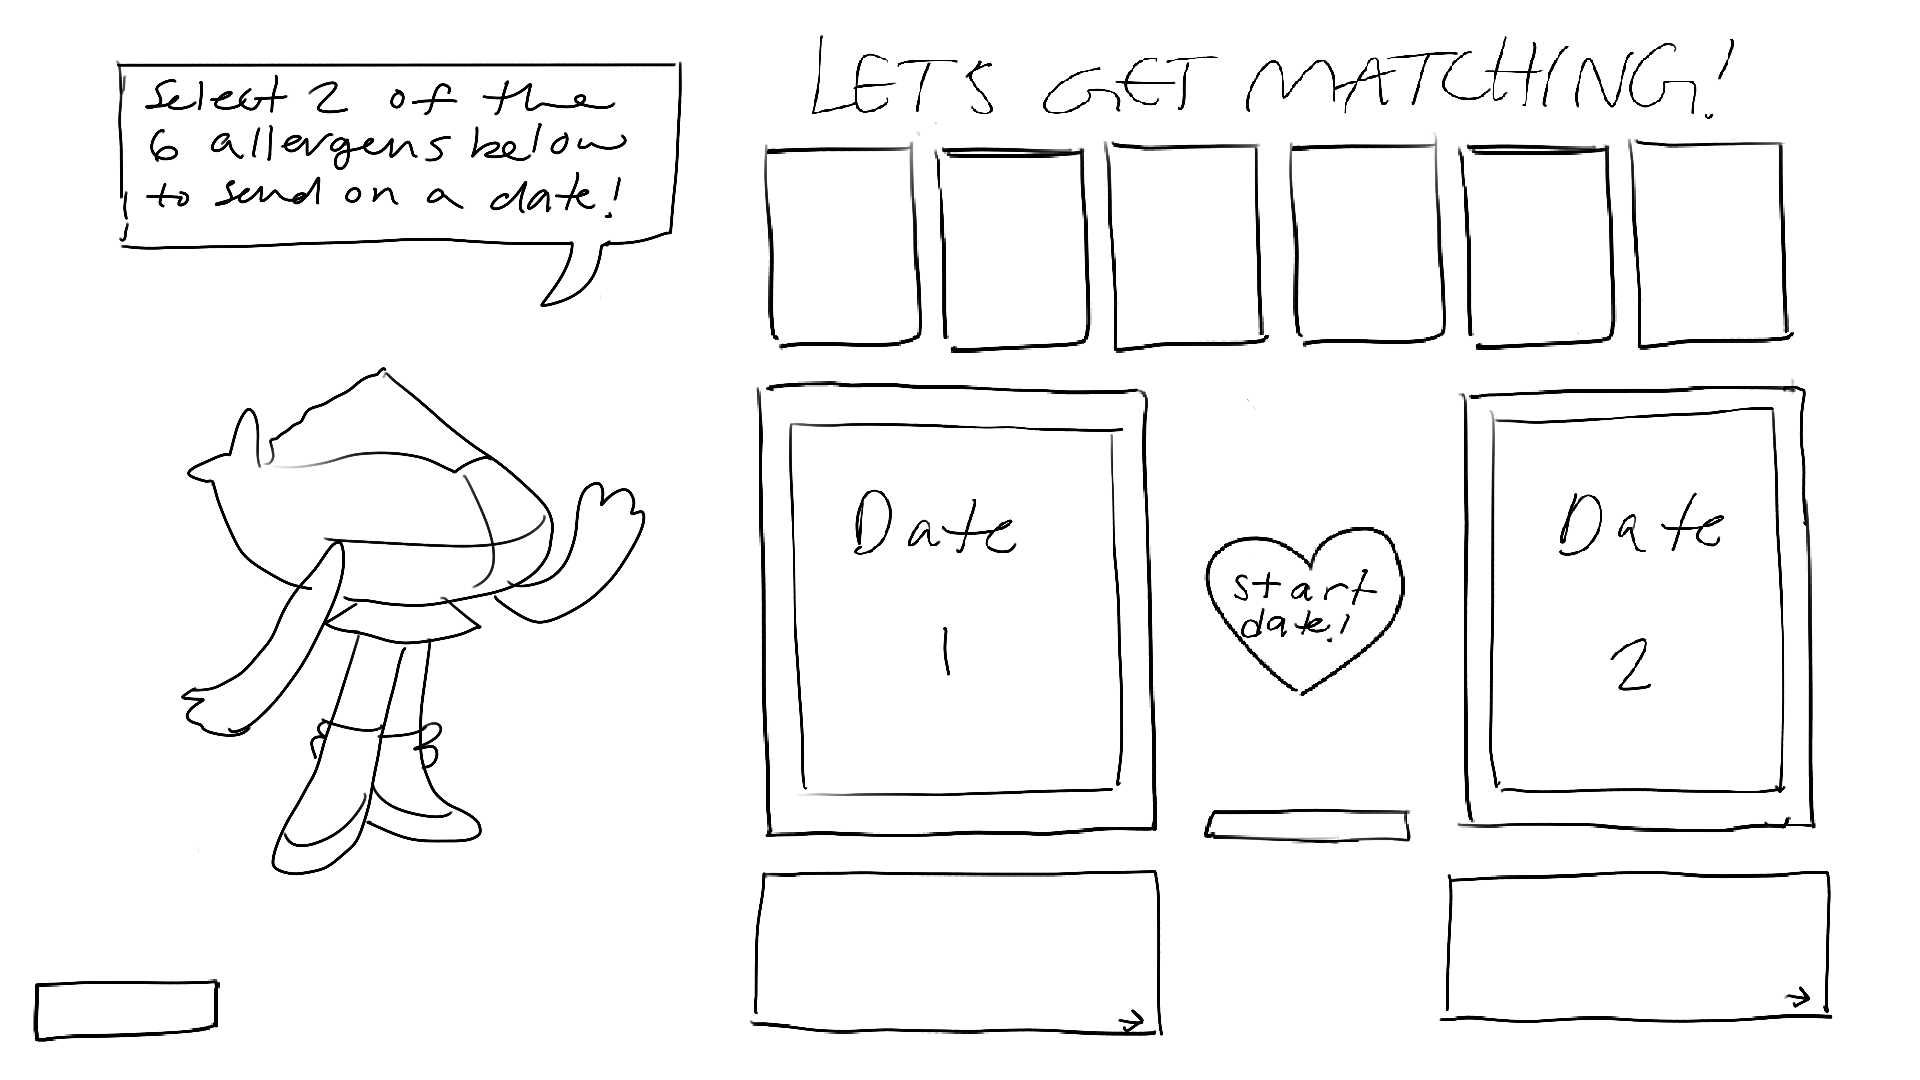 Select 2 of the
6 allergens below
to send on a date!
LETS GET MATCHING!
Date
1
start
date!
Date
2